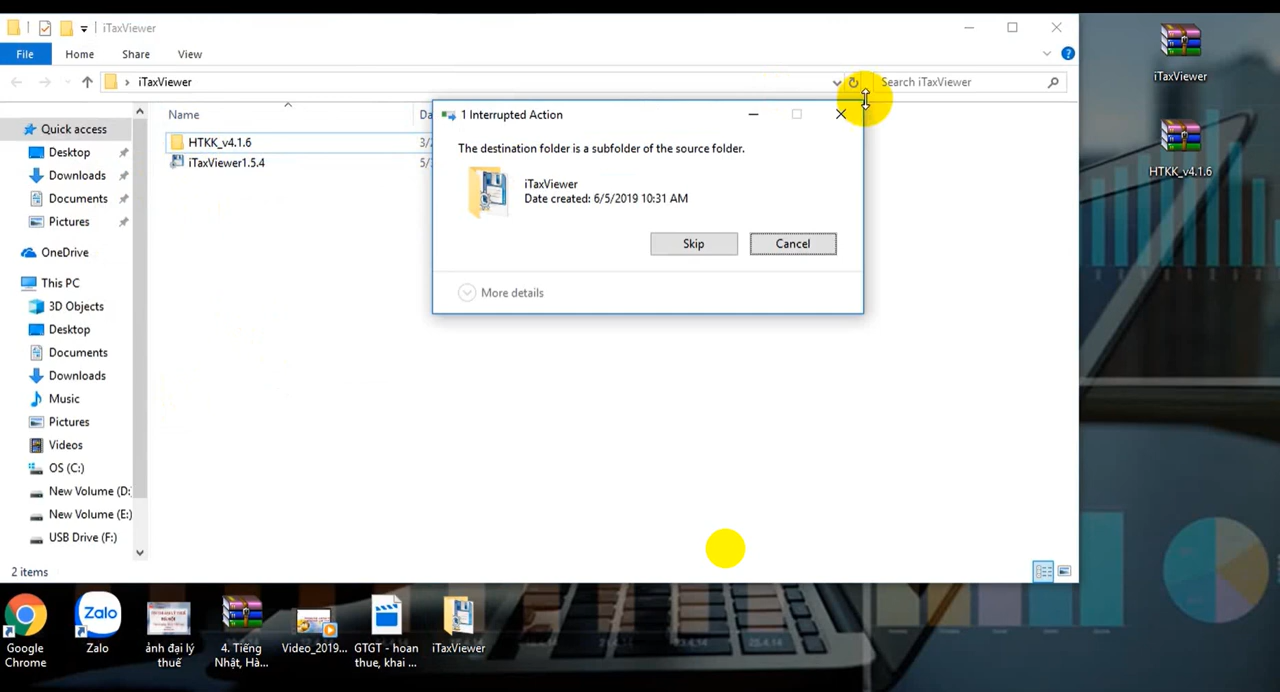 iTaxViewer
File
Home
Share
View
iTaxViewer
Search iTaxViewer
Name
Da
Quick access
Desktop
Downloads
Documents
Pictures
OneDrive
This PC
3D Objects
Desktop
Documents
Downloads
Music
Pictures
Videos
OS (C:)
New Volume (D:
New Volume (E:)
USB Drive (F:)
HTKK_v4.1.6
3/
iTaxViewer1.5.4
5/
1 Interrupted Action
The destination folder is a subfolder of the source folder.
iTaxViewer
Date created: 6/5/2019 10:31 AM
Skip
Cancel
More details
2 items
iTaxViewer
HTKK_v4.1.6
Google
Chrome
Zalo
ảnh đại lý
thuế
4. Tiếng
Nhật, Hà...
Video_2019...
GTGT - hoan
thue, khai ...
iTaxViewer